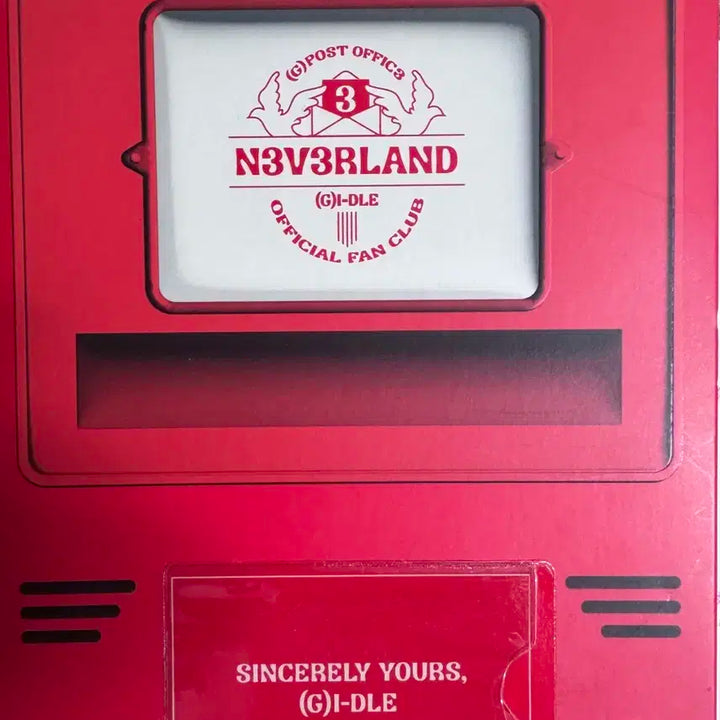 (G)POST OFFIC3
3
N3V3RLAND
(G)I-DLE
OFFICIAL FAN CLUB
SINCERELY YOURS,
(G)I-DLE